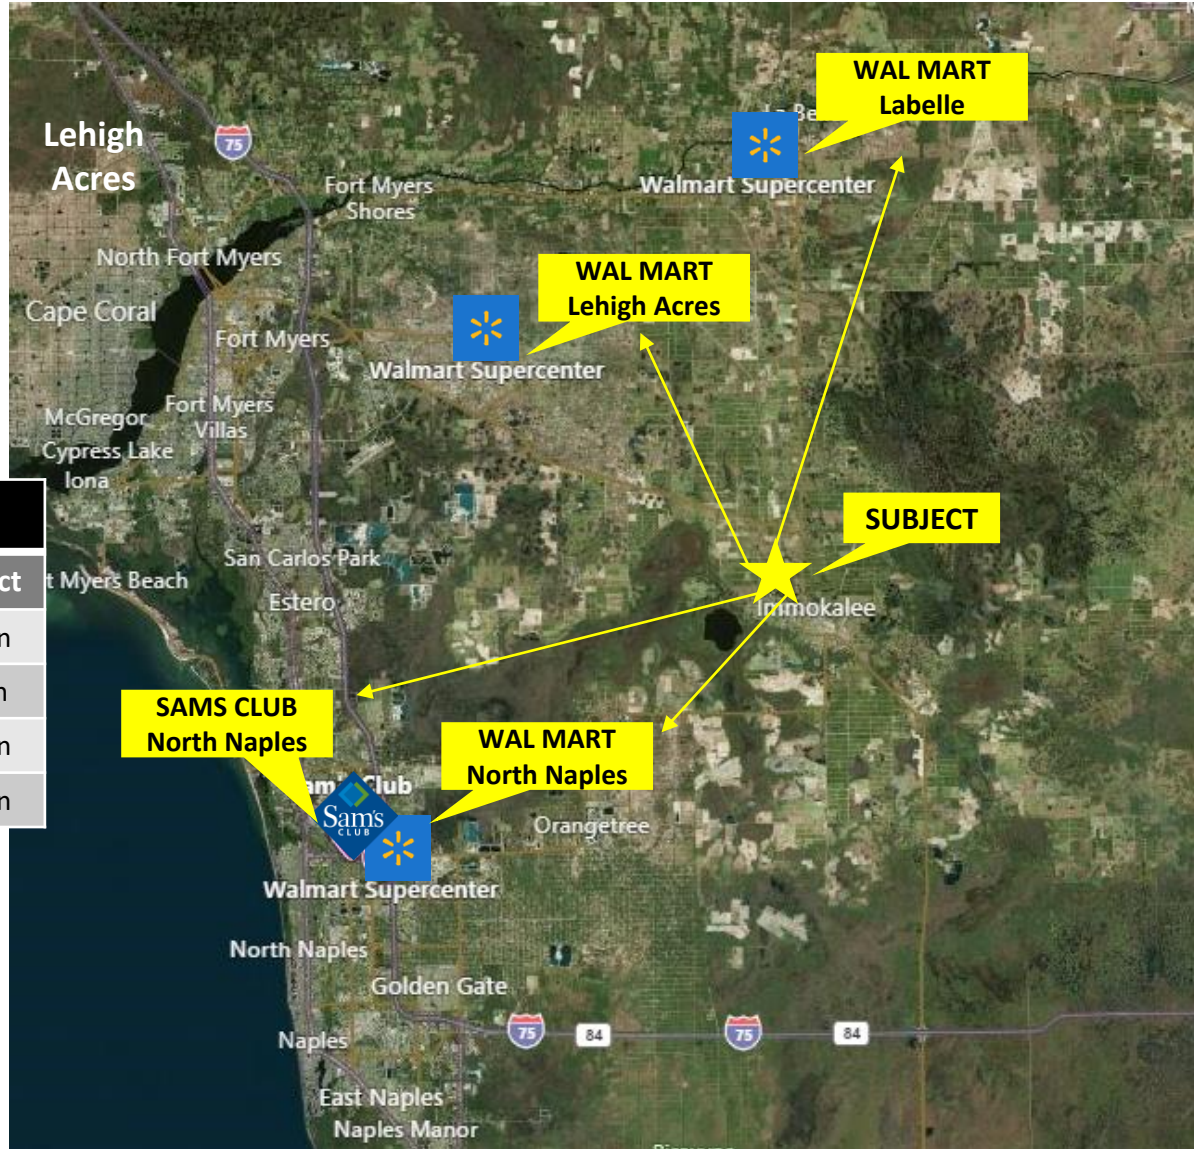 WAL MART
Labelle
Lehigh
Acres
75
Fort Myers
Shores
Walmart Supercenter
North Fort Myers
WAL MART
Lehigh Acres
Cape Coral
Fort Myers
Walmart Supercenter
Fort Myers
Villas
McGregor
Cypress Lake
Iona
SUBJECT
San Carlos Park
t Myers Beach
Estero
Immokalee
SAMS CLUB
North Naples
WAL MART
North Naples
Sam's Club
Sam's
CLUB
Orangetree
Walmart Supercenter
North Naples
Golden Gate
75
84
75
84
Naples
East Naples
Naples Manor